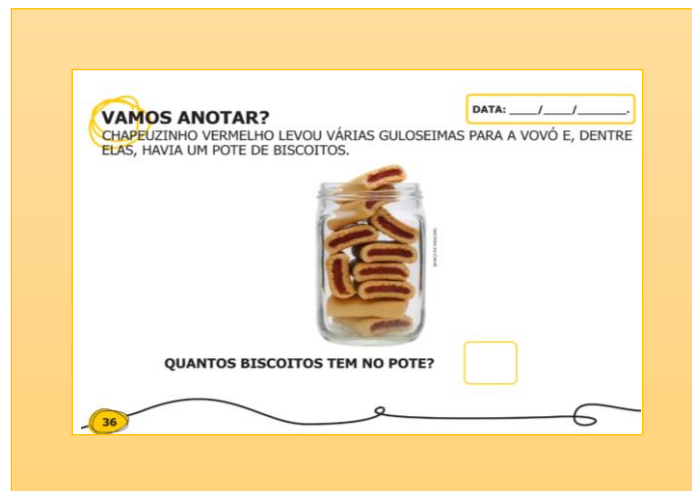 VAMOS ANOTAR?
DATA: ____/____/_______.
CHAPEUZINHO VERMELHO LEVOU VÁRIAS GULOSEIMAS PARA A VOVÓ E, DENTRE
ELAS, HAVIA UM POTE DE BISCOITOS.
QUANTOS BISCOITOS TEM NO POTE?
36